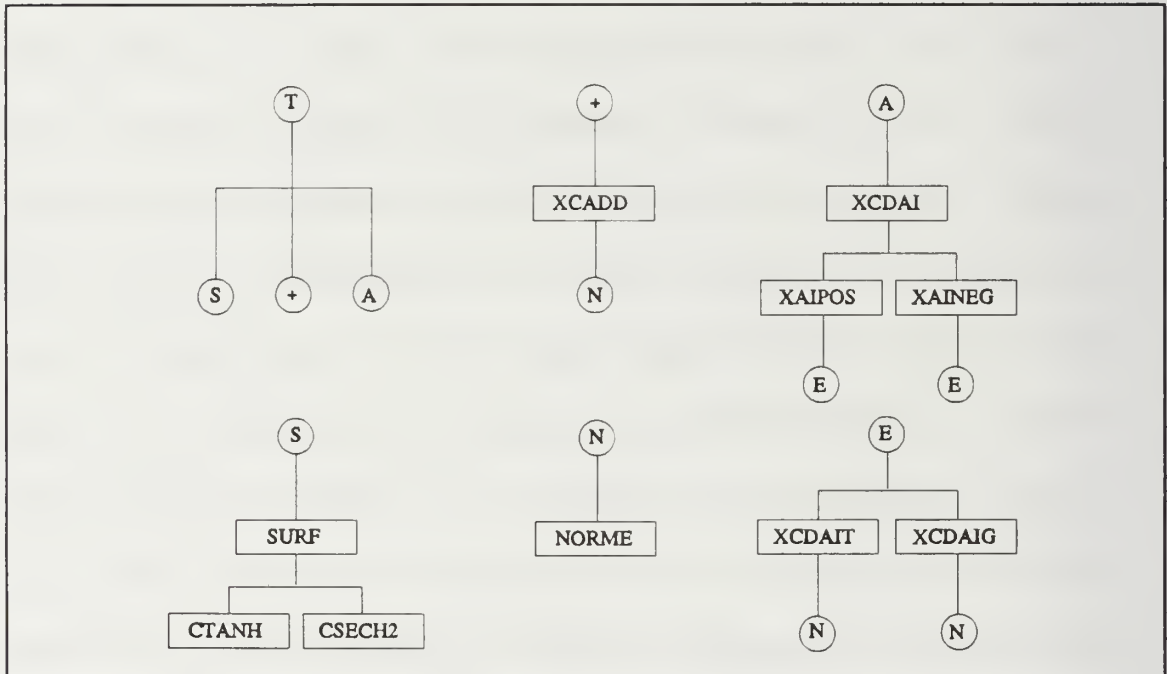 T + A
XCADD XCDAI
S + A N XAIPOS XAINEG
E E
S N E
SURF NORME XCDAIT XCDAIG
CTANH CSECH2 N N